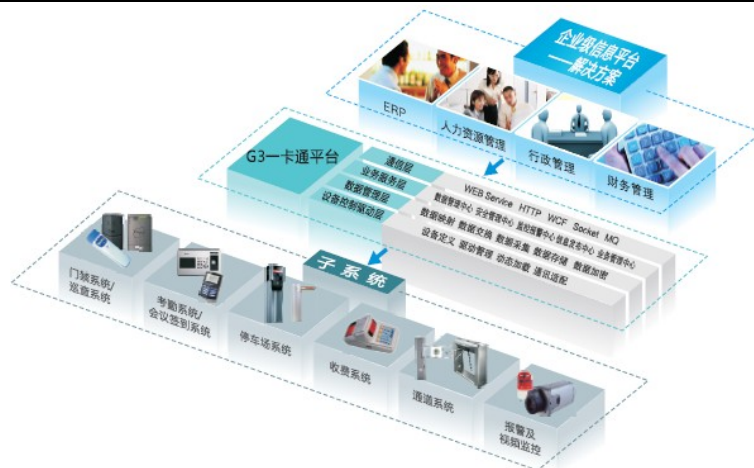 企业级信息平台
——解决方案
ERP
人力资源管理
行政管理
财务管理
G3一卡通平台
通信层
业务服务层
数据管理层
设备控制驱动层
WEB Service HTTP WCF Socket MQ
数据管理中心 安全管理中心 监控报警中心 信息发布中心 业务管理中心
数据映射 数据交换 数据采集 数据存储 数据加密
设备定义 驱动管理 动态加载 通讯适配
子系统
门禁系统/
巡查系统
考勤系统/
会议签到系统
停车场系统
收费系统
通道系统
报警及
视频监控